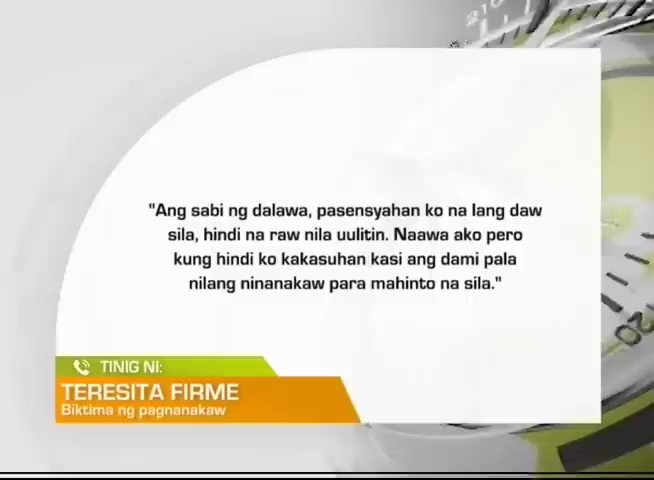 "Ang sabi ng dalawa, pasensyahan ko na lang daw
sila, hindi na raw nila uulitin. Naawa ako pero
kung hindi ko kakasuhan kasi ang dami pala
nilang ninanakaw para mahinto na sila."
TINIG NI:
TERESITA FIRME
Biktima ng pagnanakaw
210
120